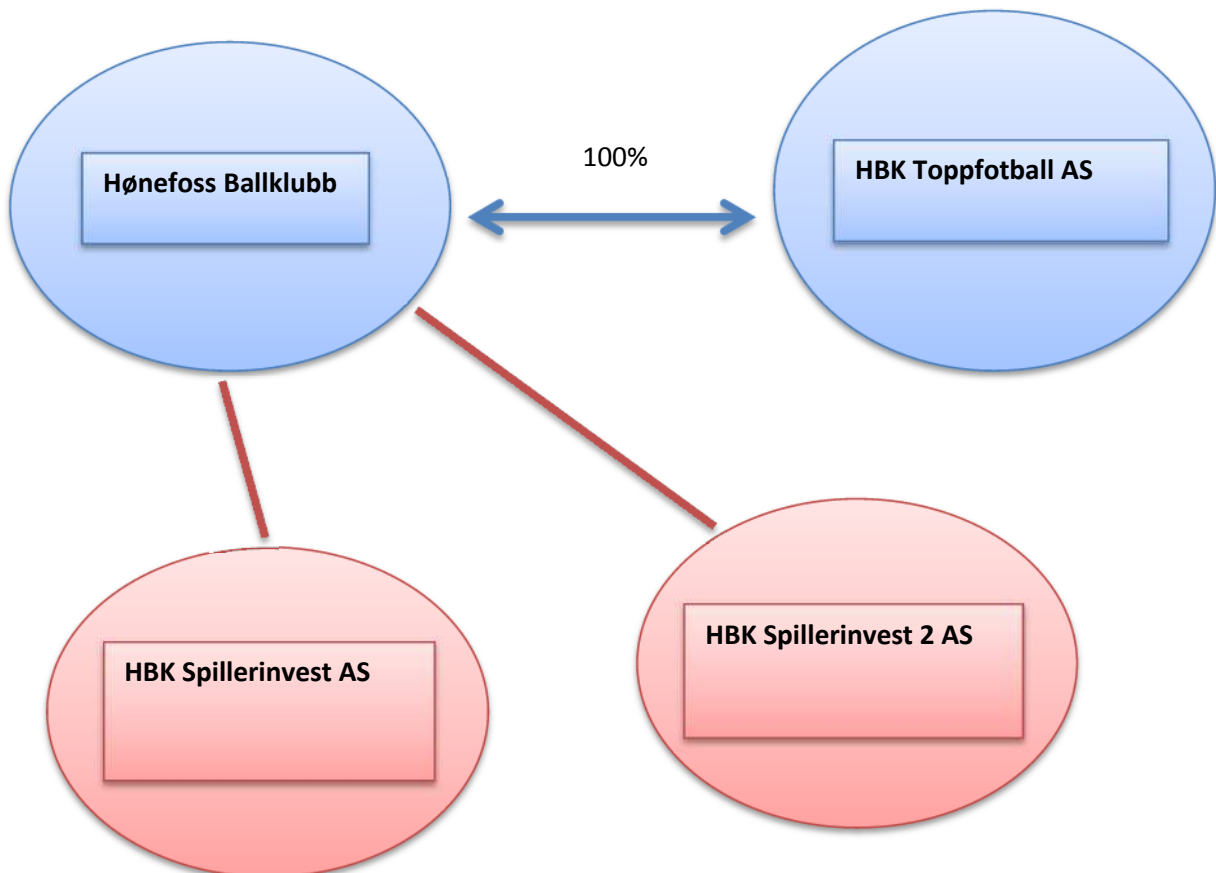 Hønefoss Ballklubb
100%
HBK Toppfotball AS
HBK Spillerinvest AS
HBK Spillerinvest 2 AS